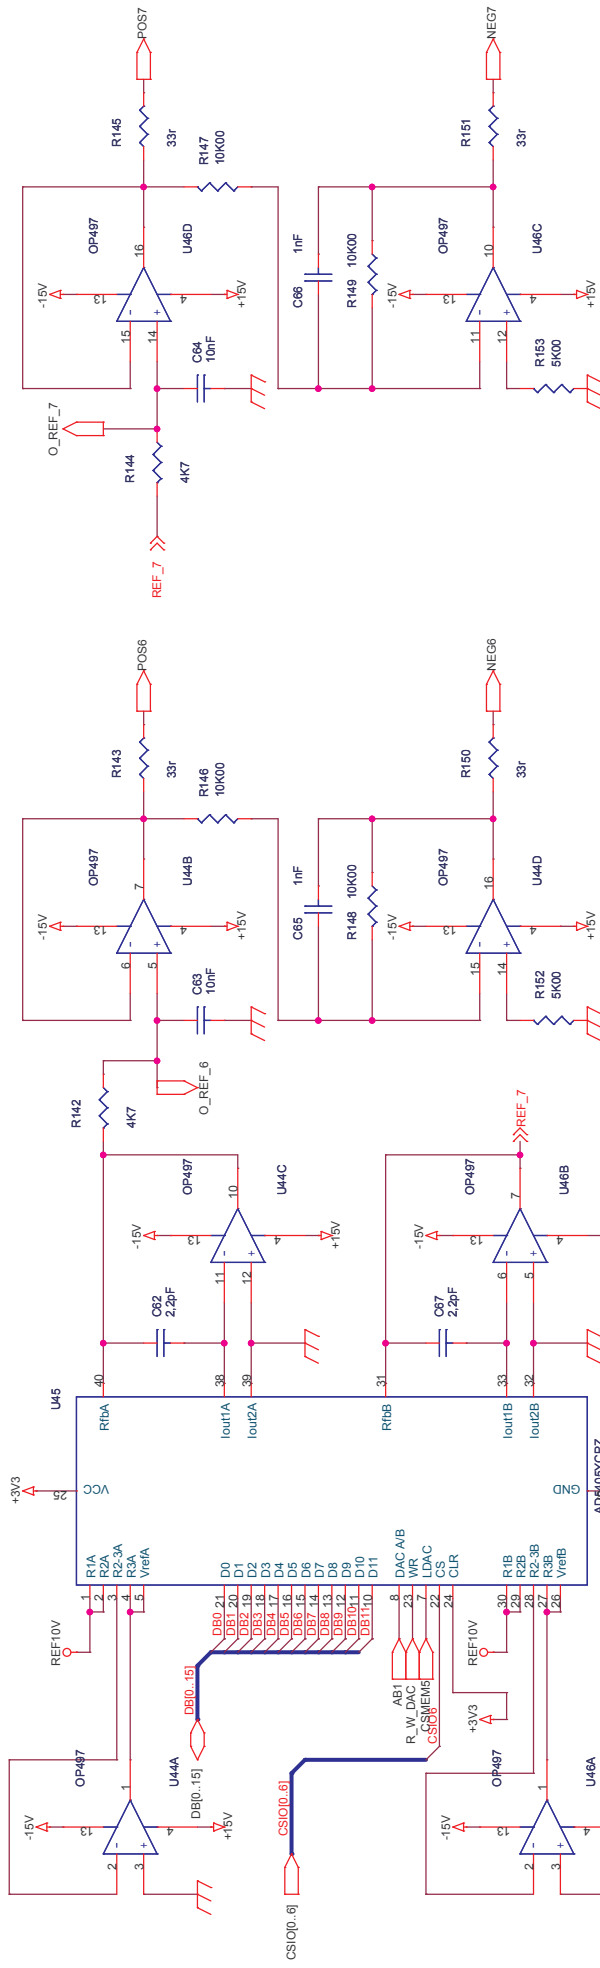 REF10V
OP497
-15V
13
2
3
1
4
U44A
+15V
DB[0..15]
DB[0..15]
CSIO[0..6]
CSIO[0..6]
AB1
R_W_DAC
CSMEM5
CSIO6
+3V3
REF10V
OP497
-15V
13
2
3
1
4
U46A
+3V3
25
VCC
U45
1
R1A
2
R2A
3
R2-3A
4
R3A
5
VrefA
DB0
21
D0
DB1
20
D1
DB2
19
D2
DB3
18
D3
DB4
17
D4
DB5
16
D5
DB6
15
D6
DB7
14
D7
DB8
13
D8
DB9
12
D9
DB10
11
D10
DB11
10
D11
8
DAC A/B
23
WR
7
LDAC
22
CS
24
CLR
30
R1B
29
R2B
28
R2-3B
27
R3B
26
VrefB
RfbA
40
Iout1A
38
Iout2A
39
RfbB
31
Iout1B
33
Iout2B
32
GND
AD5405YCPZ
C62
2,2pF
-15V
13
OP497
11
12
10
4
U44C
+15V
C67
2,2pF
-15V
13
OP497
6
5
7
4
U46B
REF_7
R142
4K7
O_REF_6
C63
10nF
-15V
13
OP497
6
5
7
4
U44B
+15V
R143
33r
POS6
R146
10K00
C65
1nF
R148
10K00
-15V
13
OP497
15
14
16
4
U44D
+15V
R152
5K00
R150
33r
NEG6
REF_7
R144
4K7
O_REF_7
C64
10nF
-15V
13
OP497
15
14
16
4
U46D
+15V
R145
33r
POS7
R147
10K00
C66
1nF
R149
10K00
-15V
13
OP497
11
12
10
4
U46C
+15V
R153
5K00
R151
33r
NEG7